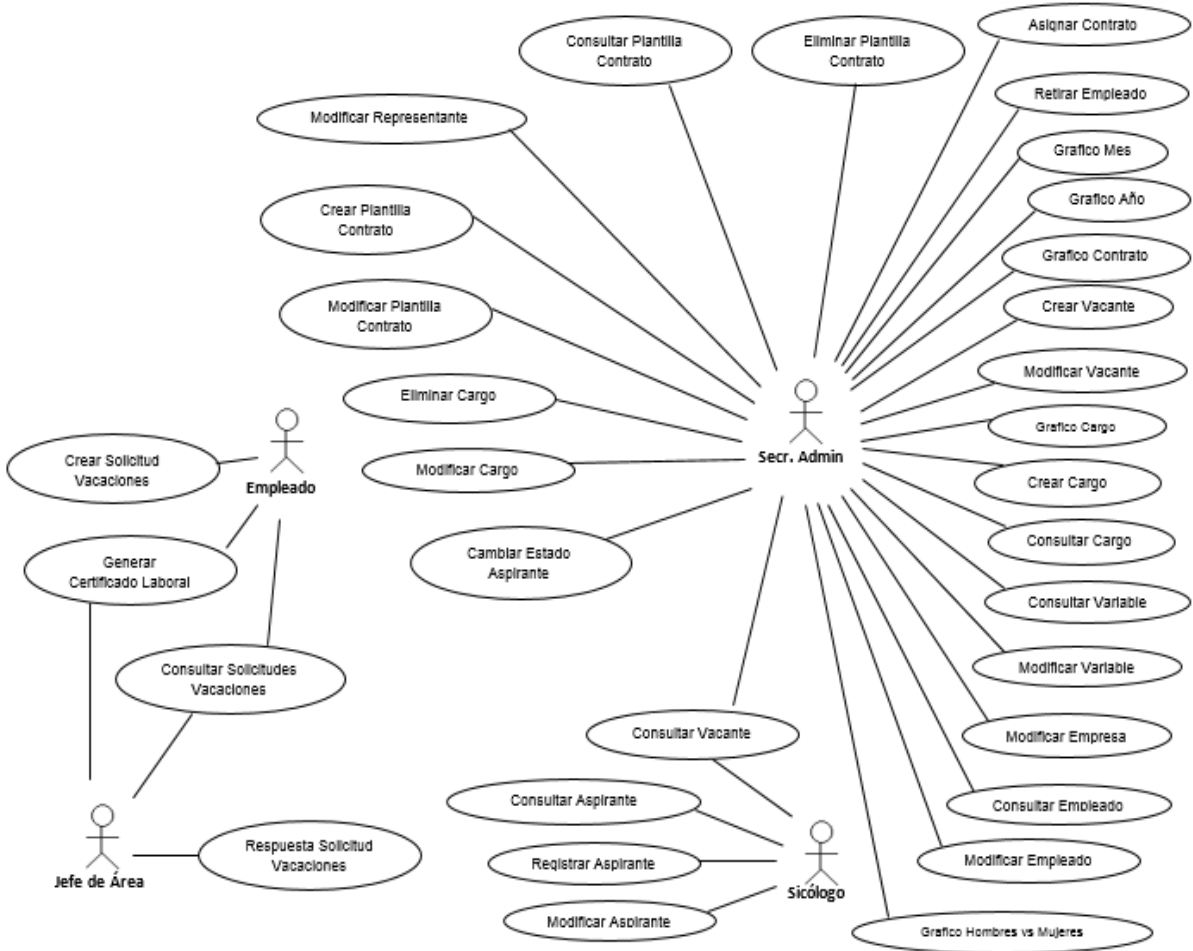 Consultar Plantilla
Contrato
Eliminar Plantilla
Contrato
Asignar Contrato
Modificar Representante
Retirar Empleado
Grafico Mes
Crear Plantilla
Contrato
Grafico Año
Grafico Contrato
Modificar Plantilla
Contrato
Crear Vacante
Eliminar Cargo
Modificar Vacante
Grafico Cargo
Secr. Admin
Crear Solicitud
Vacaciones
Empleado
Modificar Cargo
Crear Cargo
Generar
Certificado Laboral
Cambiar Estado
Aspirante
Consultar Cargo
Consultar Variable
Consultar Solicitudes
Vacaciones
Modificar Variable
Consultar Vacante
Modificar Empresa
Consultar Aspirante
Consultar Empleado
Respuesta Solicitud
Vacaciones
Registrar Aspirante
Modificar Empleado
Jefe de Área
Sicólogo
Modificar Aspirante
Grafico Hombres vs Mujeres